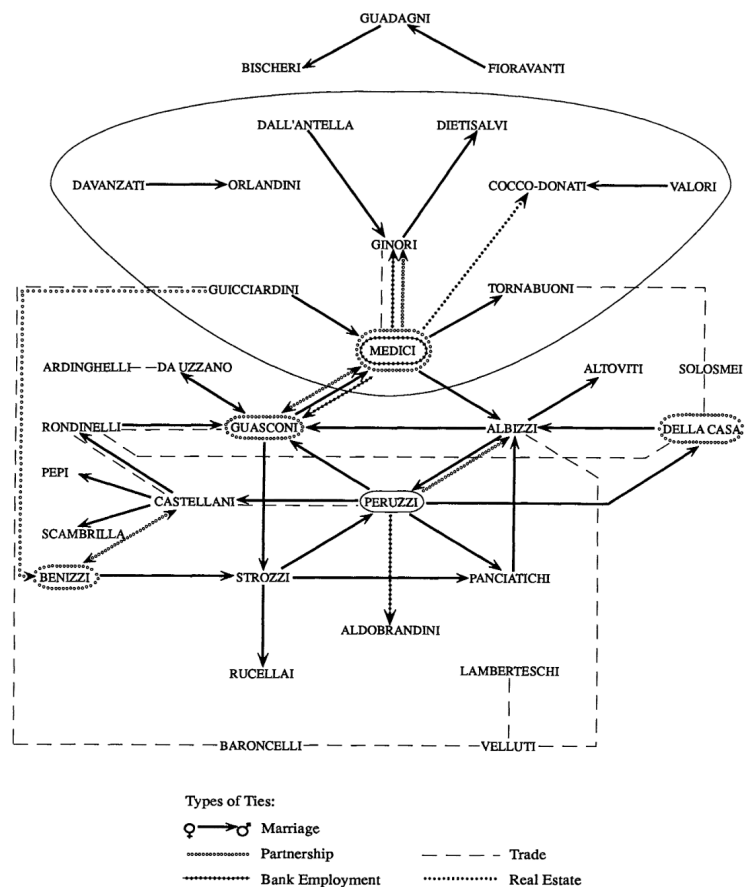 GUADAGNI
BISCHERI FIORAVANTI
DALL'ANTELLA DIETISALVI
DAVANZATI ORLANDINI COCCO-DONATI VALORI
GINORI
GUICCIARDINI TORNABUONI
MEDICI
ARDINGHELLI DA UZZANO ALTOVITI SOLOSMEI
RONDINELLI GUASCONI ALBIZZI DELLA CASA
PEPI
CASTELLANI PERUZZI
SCAMBRILLA
BENIZZI STROZZI PANCIATICHI
ALDOBRANDINI
RUCELLAI LAMBERTESCHI
BARONCELLI VELLUTI
Types of Ties:
♀ ♂ Marriage
Partnership Trade
Bank Employment Real Estate